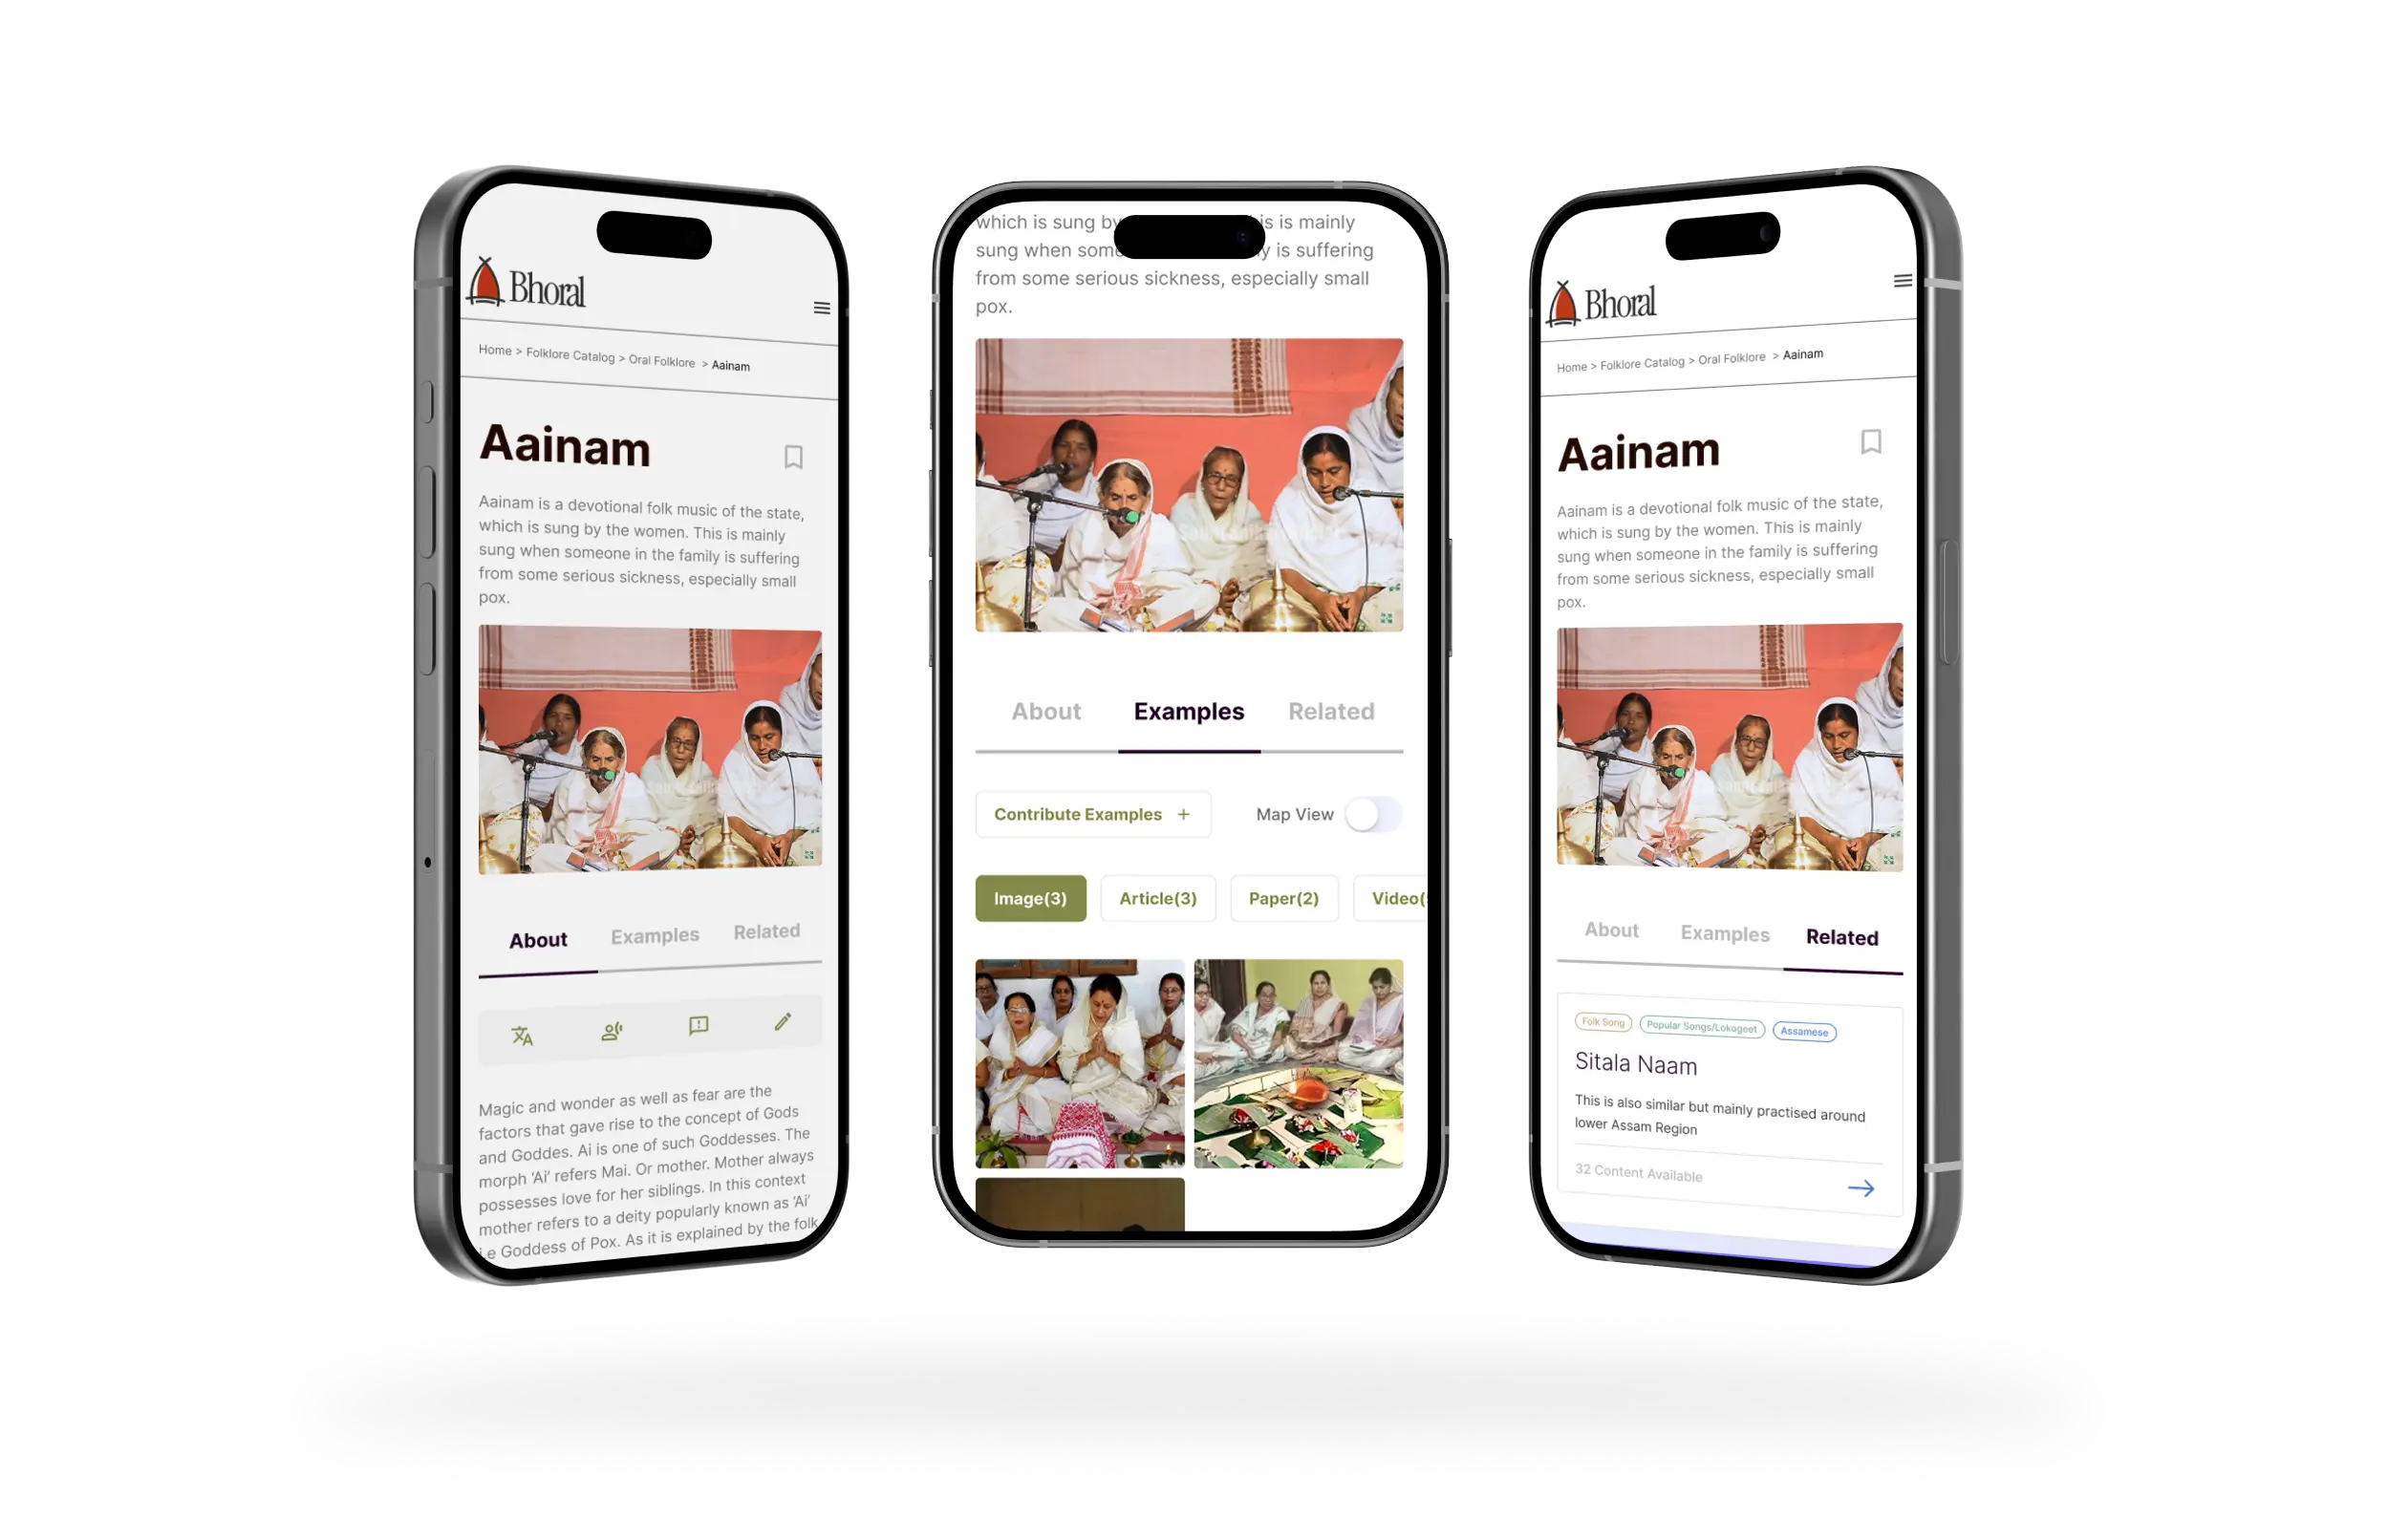 Bhoral
Home > Folklore Catalog > Oral Folklore > Aainam
Aainam
Aainam is a devotional folk music of the state,
which is sung by the women. This is mainly
sung when someone in the family is suffering
from some serious sickness, especially small
pox.
About Examples Related
Magic and wonder as well as fear are the
factors that gave rise to the concept of Gods
and Goddes. Ai is one of such Goddesses. The
morph ‘Ai’ refers Mai. Or mother. Mother always
possesses love for her siblings. In this context
mother refers to a deity popularly known as ‘Ai’
i.e Goddess of Pox. As it is explained by the folk
which is sung by is is mainly
sung when some y is suffering
from some serious sickness, especially small
pox.
About Examples Related
Contribute Examples +
Map View
Image(3) Article(3) Paper(2) Video(
Bhoral
Home > Folklore Catalog > Oral Folklore > Aainam
Aainam
Aainam is a devotional folk music of the state,
which is sung by the women. This is mainly
sung when someone in the family is suffering
from some serious sickness, especially small
pox.
About Examples Related
Folk Song Popular Songs/Lokogeet Assamese
Sitala Naam
This is also similar but mainly practised around
lower Assam Region
32 Content Available